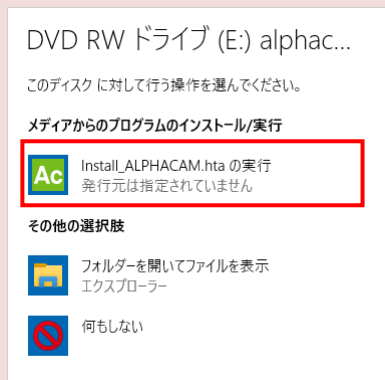 DVD RW ドライブ (E:) alphac...
このディスク に対して行う操作を選んでください。
メディアからのプログラムのインストール/実行
Ac
Install_ALPHACAM.hta の実行
発行元は指定されていません
その他の選択肢
フォルダーを開いてファイルを表示
エクスプローラー
何もしない